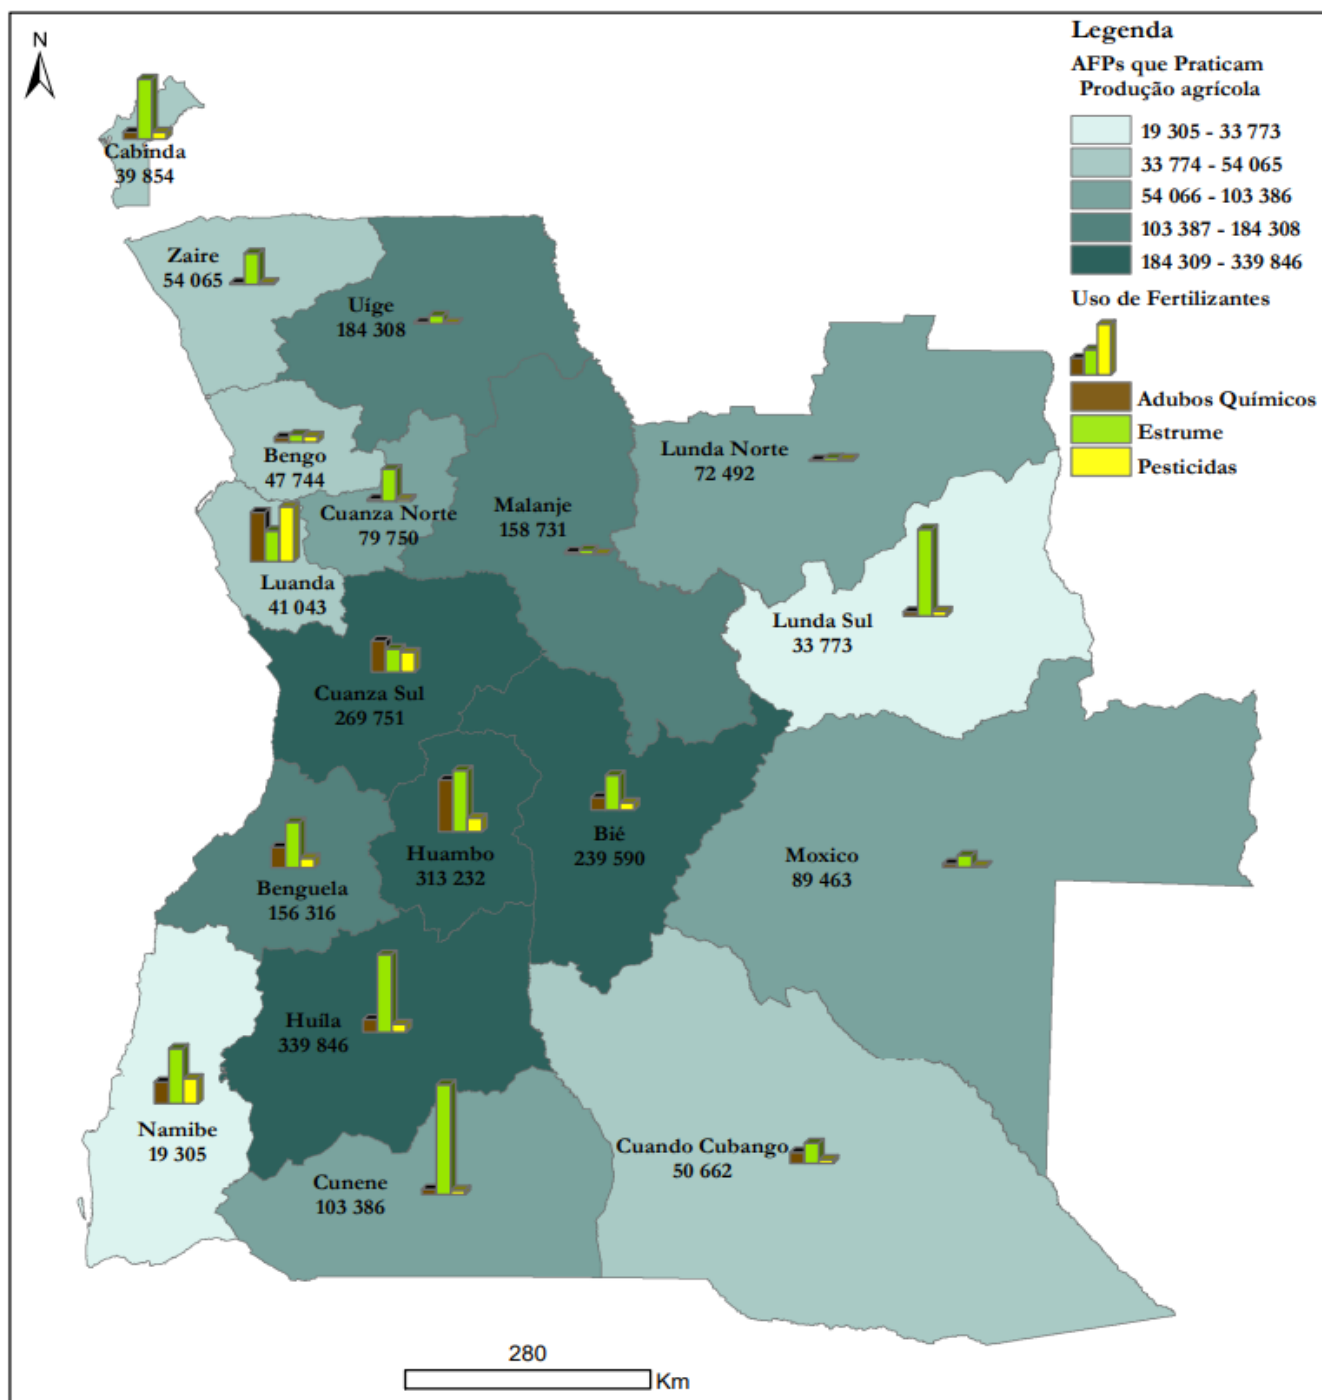 N
Legenda
AFPs que Praticam
Produção agrícola
19 305 - 33 773
33 774 - 54 065
54 066 - 103 386
103 387 - 184 308
184 309 - 339 846
Uso de Fertilizantes
Adubos Químicos
Estrume
Pesticidas
Cabinda
39 854
Zaire
54 065
Uíge
184 308
Bengo
47 744
Cuanza Norte
79 750
Luanda
41 043
Malanje
158 731
Lunda Norte
72 492
Lunda Sul
33 773
Cuanza Sul
269 751
Huambo
313 232
Bié
239 590
Moxico
89 463
Benguela
156 316
Huíla
339 846
Namibe
19 305
Cunene
103 386
Cuando Cubango
50 662
280
Km